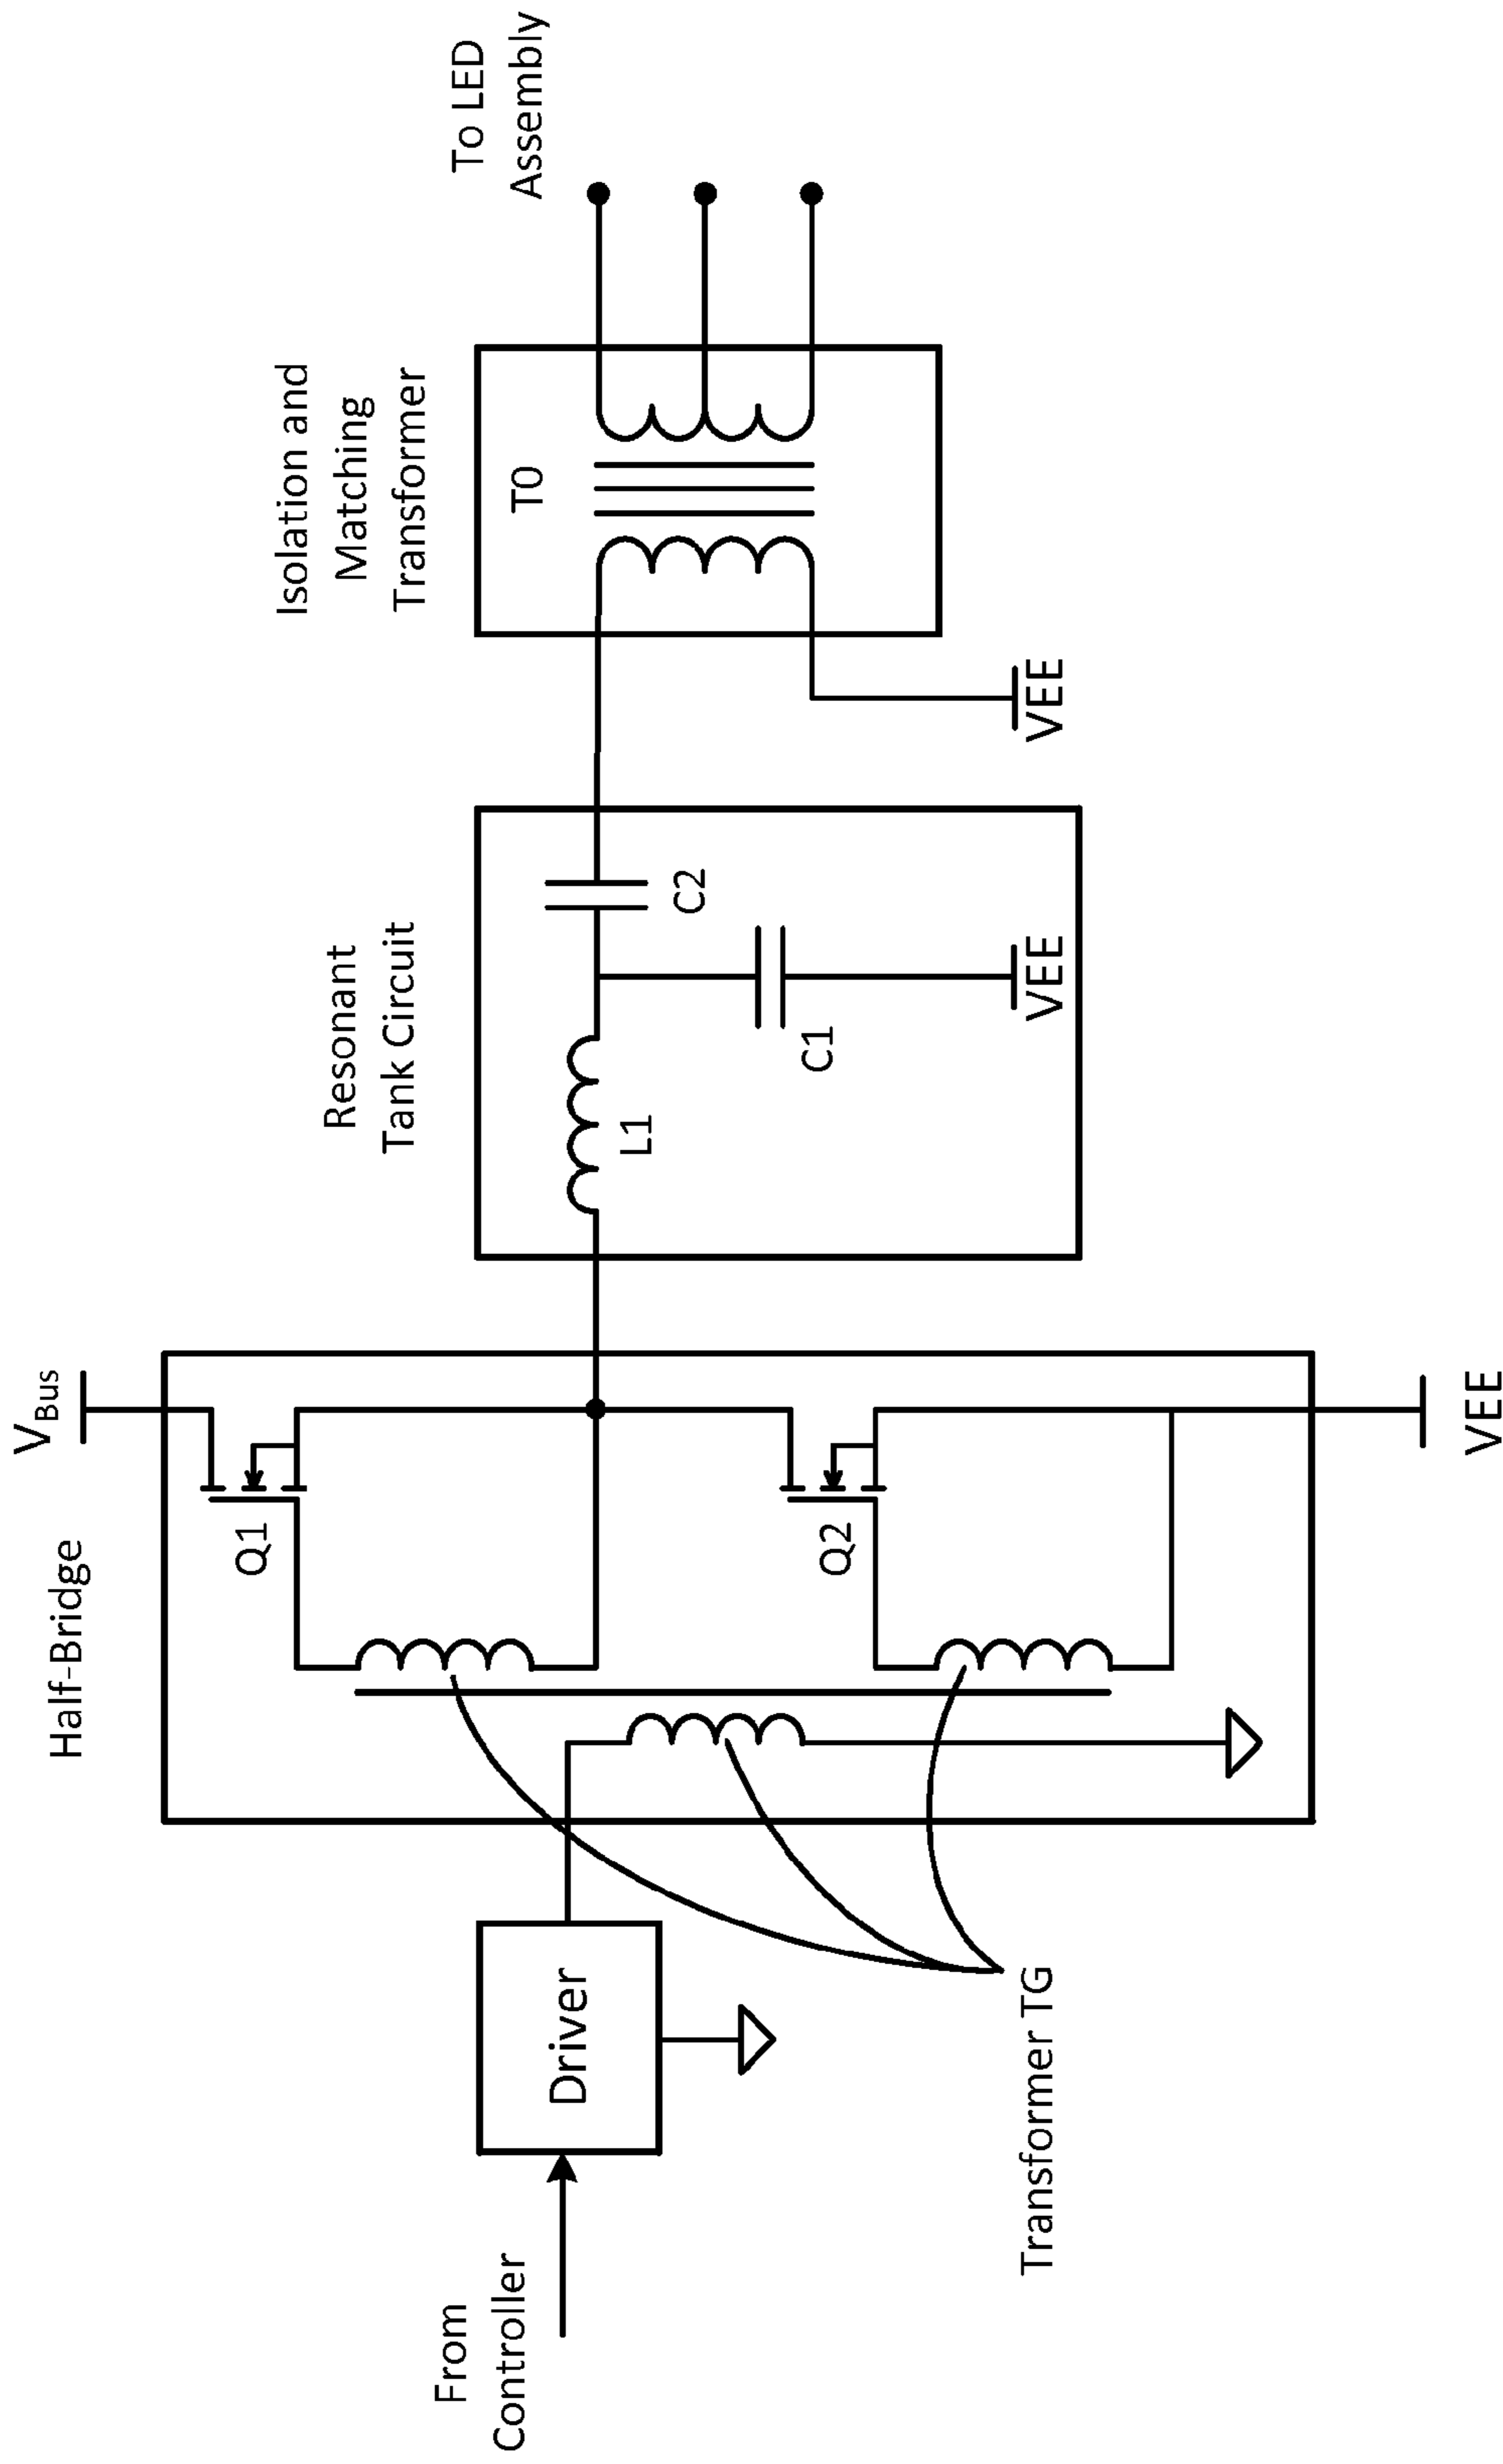 Half-Bridge
V Bus
Q1
Q2
VEE
From
Controller
Driver
Transformer TG
Resonant
Tank Circuit
L1
C2
C1
VEE
Isolation and
Matching
Transformer
T0
VEE
To LED
Assembly